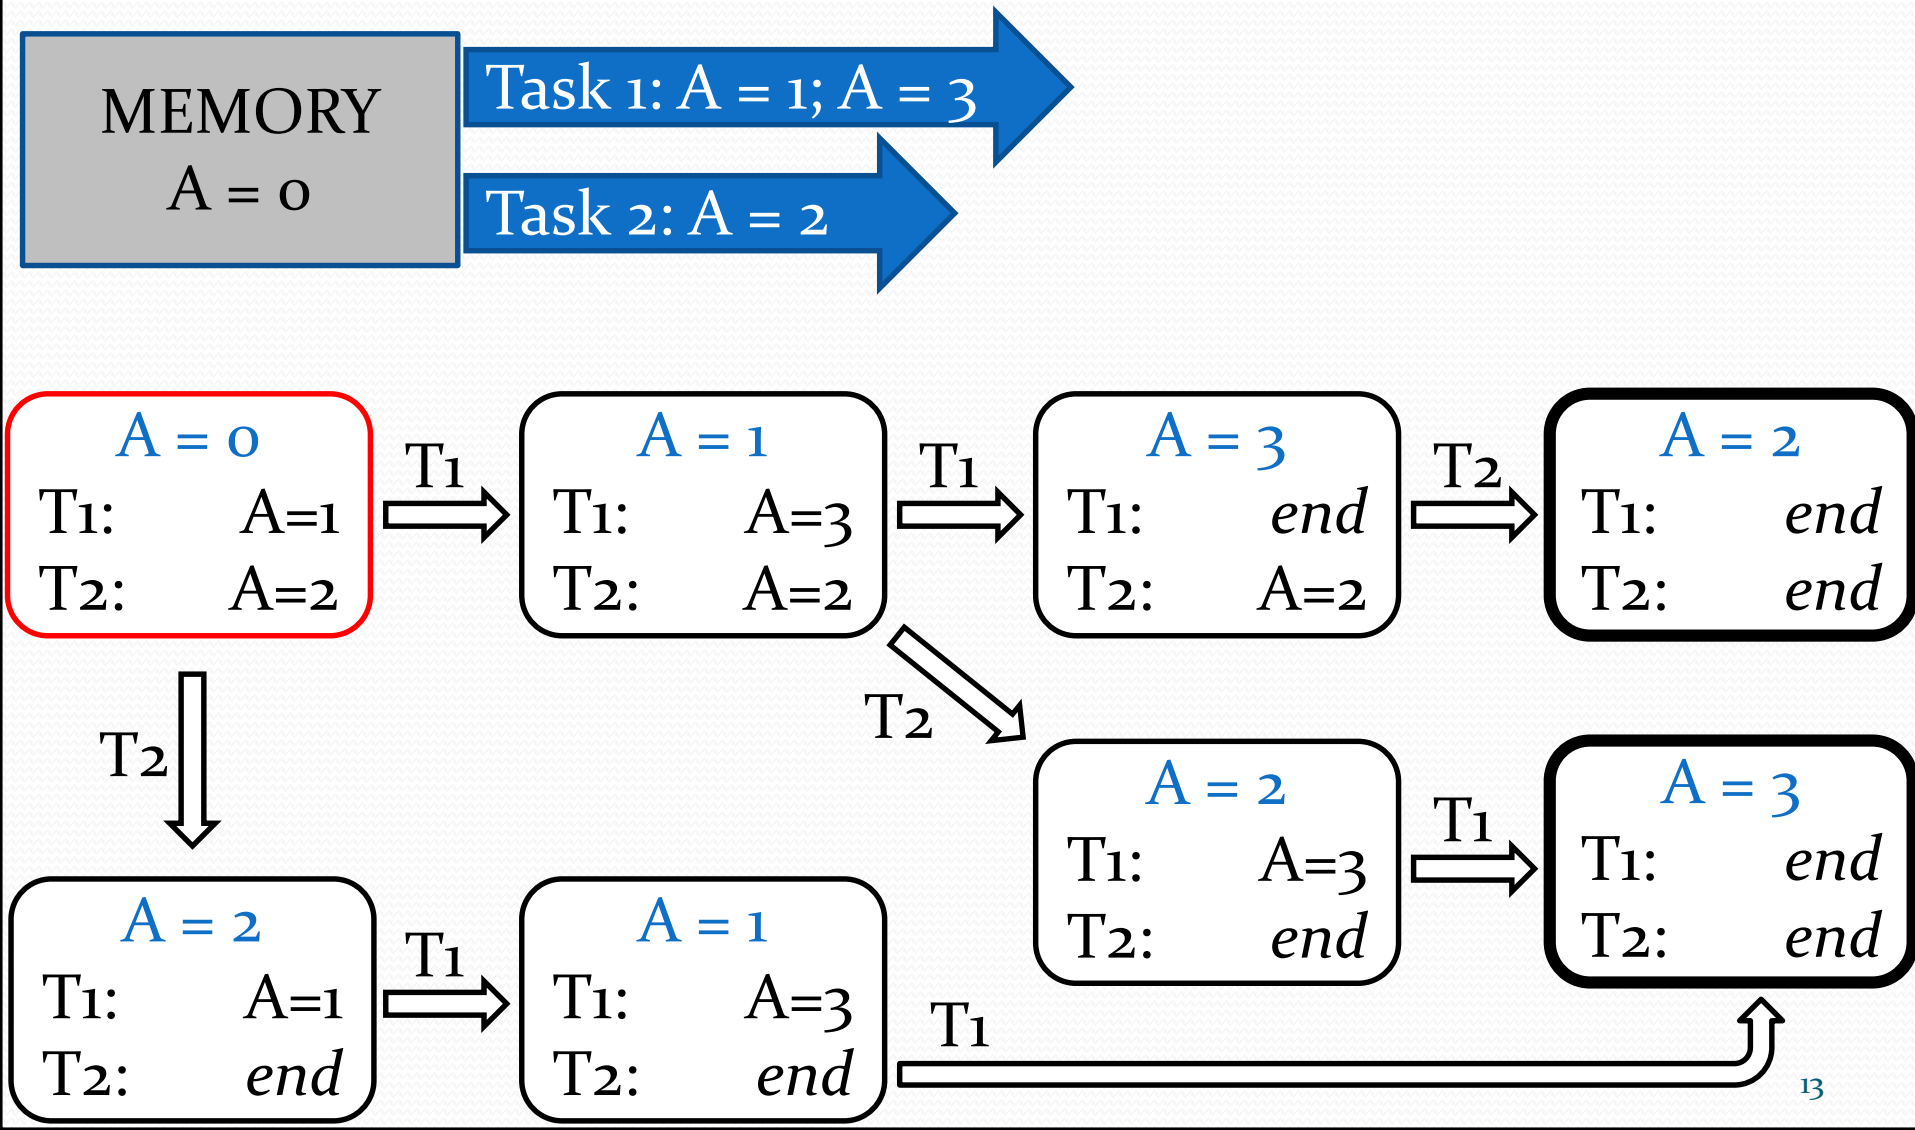 MEMORY
A = 0
Task 1: A = 1; A = 3
Task 2: A = 2
A = 0
T1: A=1
T2: A=2
T1
A = 1
T1: A=3
T2: A=2
T1
A = 3
T1: end
T2: A=2
T2
A = 2
T1: end
T2: end
T2
T2
A = 2
T1: A=3
T2: end
T1
A = 3
T1: end
T2: end
A = 2
T1: A=1
T2: end
T1
A = 1
T1: A=3
T2: end
T1
13